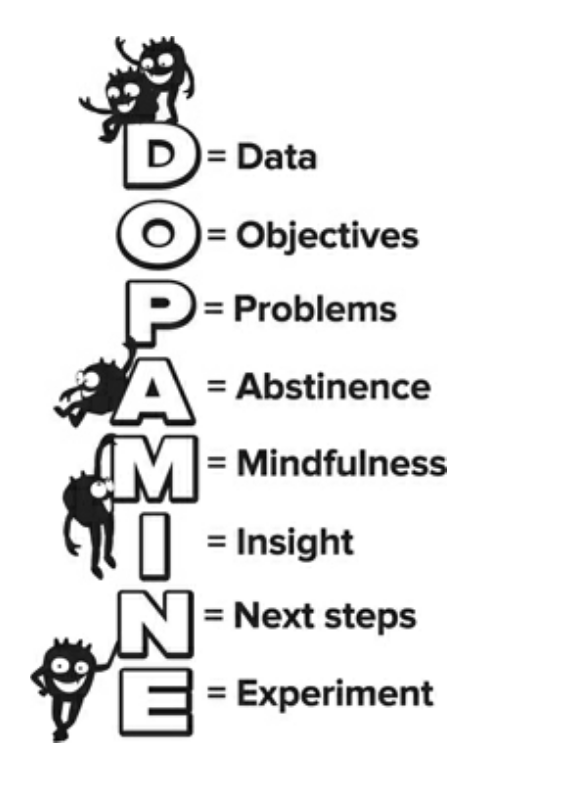 D = Data
O = Objectives
P = Problems
A = Abstinence
M = Mindfulness
I = Insight
N = Next steps
E = Experiment